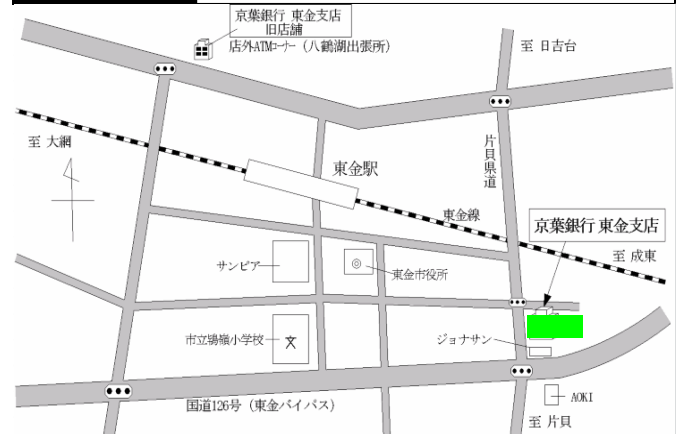 京葉銀行 東金支店
旧店舗
店外ATMコーナー（八鶴湖出張所）
至 日吉台
至 大網
東金駅
片貝県道
東金線
京葉銀行 東金支店
至 成東
サンピア
東金市役所
市立鴇嶺小学校
文
ジョナサン
国道126号（東金バイパス）
AOKI
至 片貝